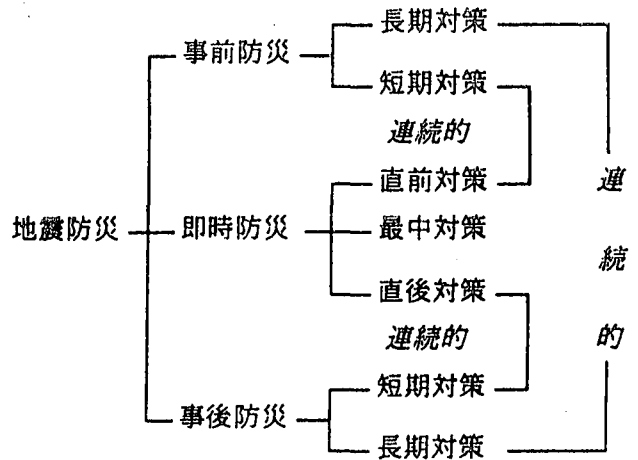 長期対策
事前防災
短期対策
連続的
直前対策
地震防災
即時防災
最中対策
直後対策
連続的
短期対策
事後防災
長期対策
連続的